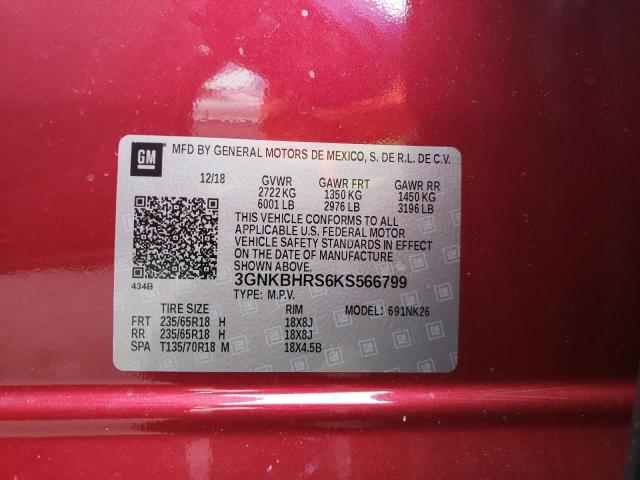 GM
MFD BY GENERAL MOTORS DE MEXICO, S. DE R.L. DE C.V.
12/18 GVWR GAWR FRT GAWR RR
2722 KG 1350 KG 1450 KG
6001 LB 2976 LB 3196 LB
THIS VEHICLE CONFORMS TO ALL
APPLICABLE U.S. FEDERAL MOTOR
VEHICLE SAFETY STANDARDS IN EFFECT
ON THE DATE OF MANUFACTURE
SHOWN ABOVE.
434B 3GNKBHRS6KS566799
TYPE: M.P.V.
TIRE SIZE RIM MODEL: 691NK26
FRT 235/65R18 H 18X8J
RR 235/65R18 H 18X8J
SPA T135/70R18 M 18X4.5B